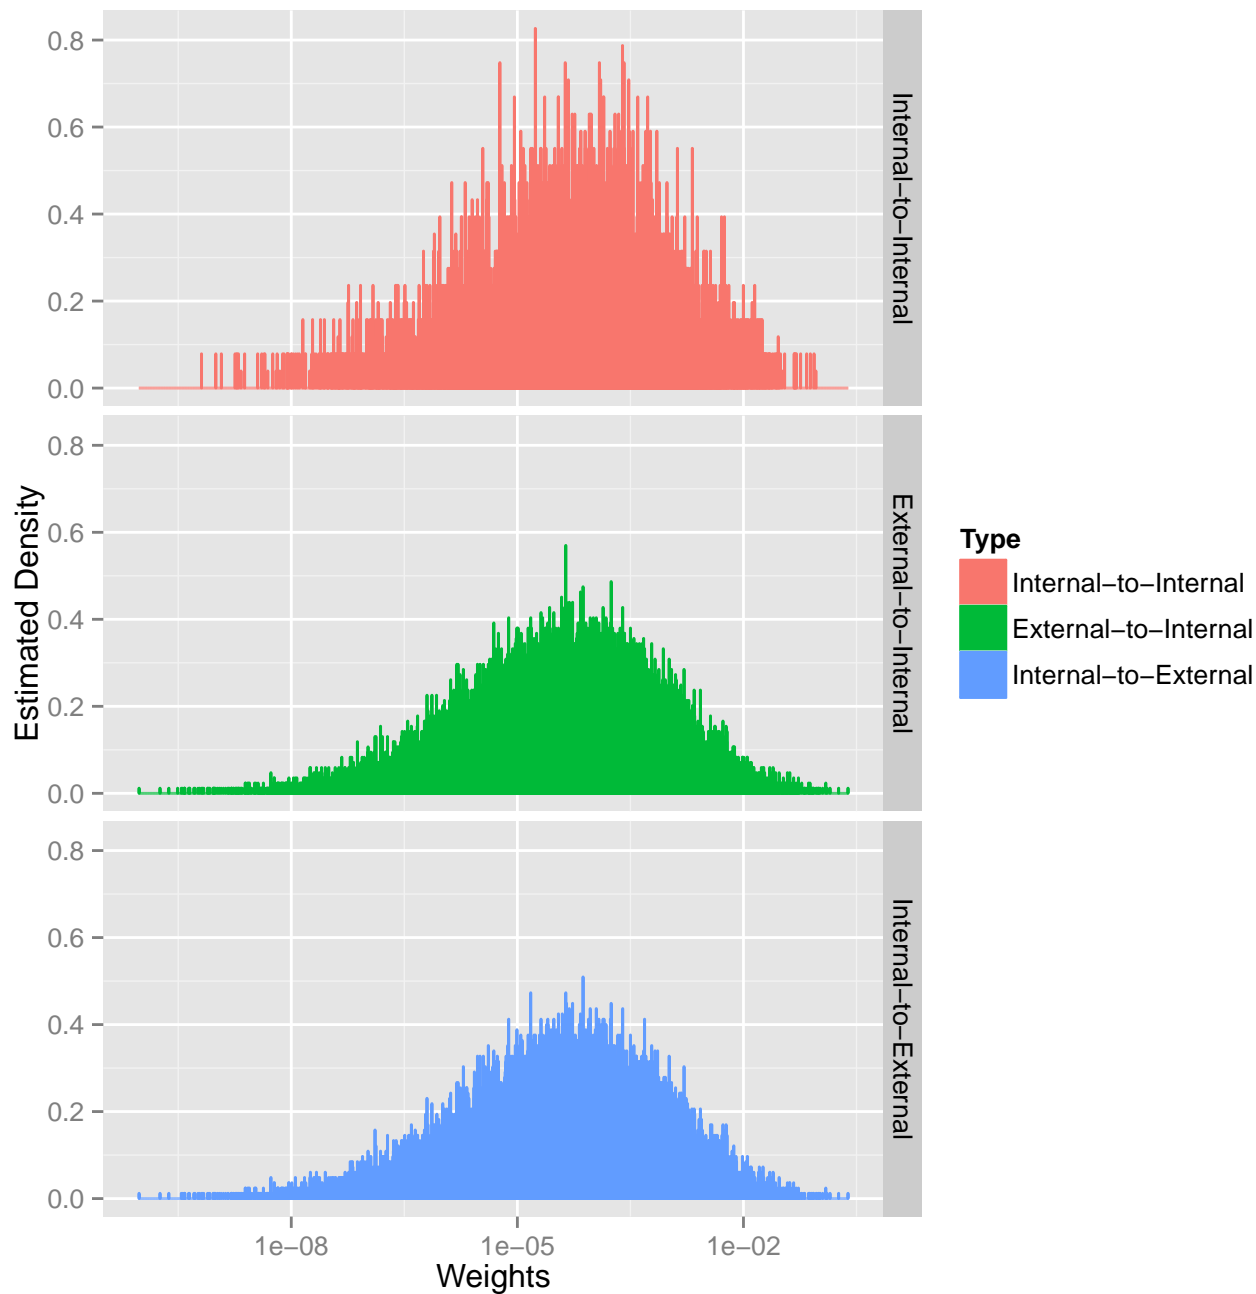 Estimated Density
0.8
0.6
0.4
0.2
0.0
Internal−to−Internal
0.8
0.6
0.4
0.2
0.0
External−to−Internal
0.8
0.6
0.4
0.2
0.0
Internal−to−External
1e−08 1e−05 1e−02
Weights
Type
Internal−to−Internal
External−to−Internal
Internal−to−External